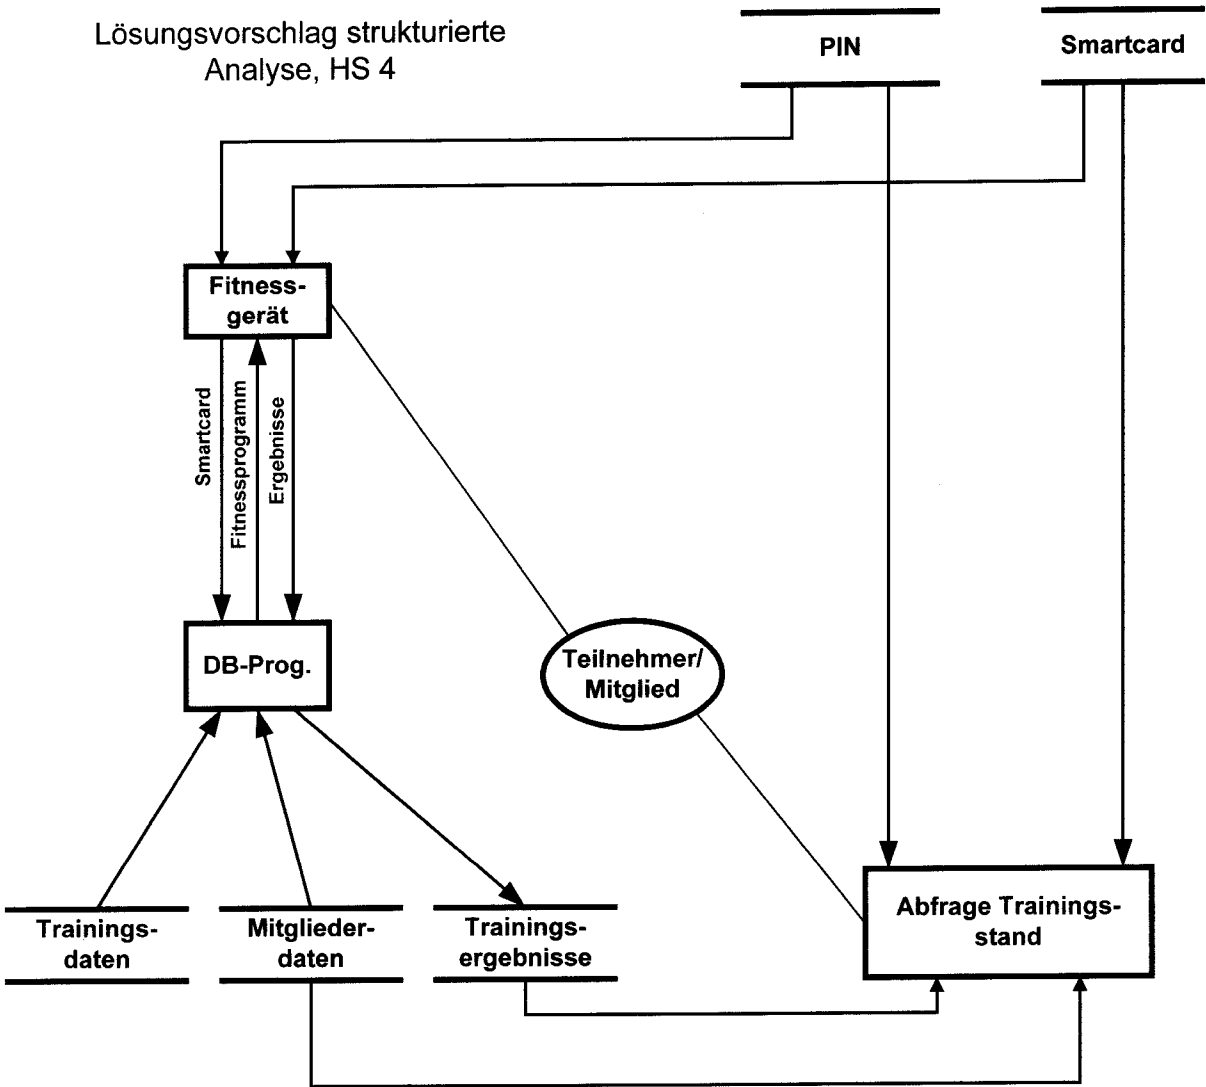 Lösungsvorschlag strukturierte
Analyse, HS 4
PIN
Smartcard
Fitness-
gerät
Smartcard
Fitnessprogramm
Ergebnisse
DB-Prog.
Teilnehmer/
Mitglied
Trainings-
daten
Mitglieder-
daten
Trainings-
ergebnisse
Abfrage Trainings-
stand